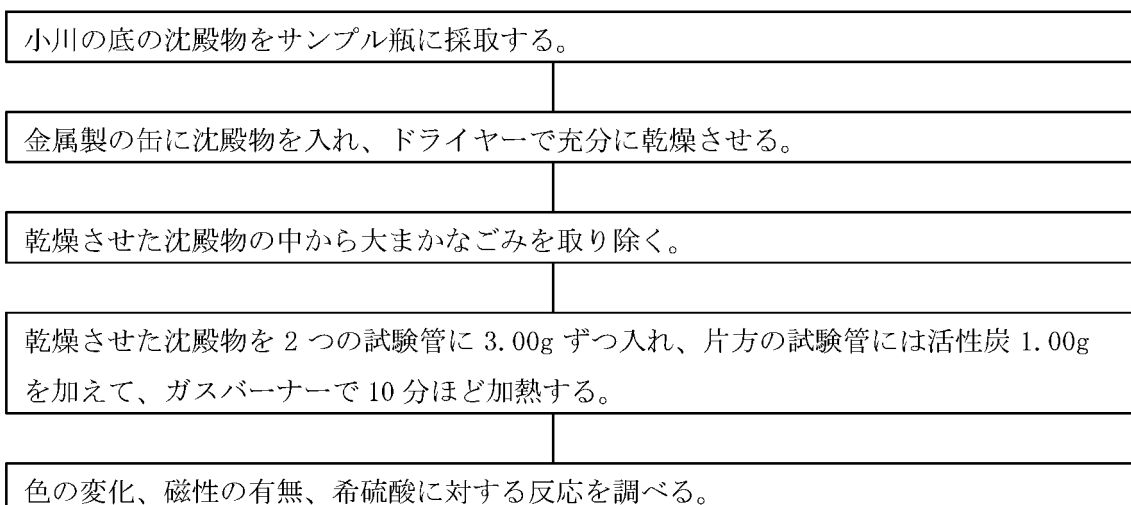 小川の底の沈殿物をサンプル瓶に採取する。
金属製の缶に沈殿物を入れ、ドライヤーで充分に乾燥させる。
乾燥させた沈殿物の中から大まかなごみを取り除く。
乾燥させた沈殿物を 2 つの試験管に 3.00g ずつ入れ、片方の試験管には活性炭 1.00g
を加えて、ガスバーナーで 10 分ほど加熱する。
色の変化、磁性の有無、希硫酸に対する反応を調べる。